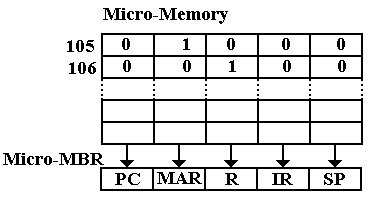 Micro-Memory
105 0 1 0 0 0
106 0 0 1 0 0
Micro-MBR
PC MAR R IR SP